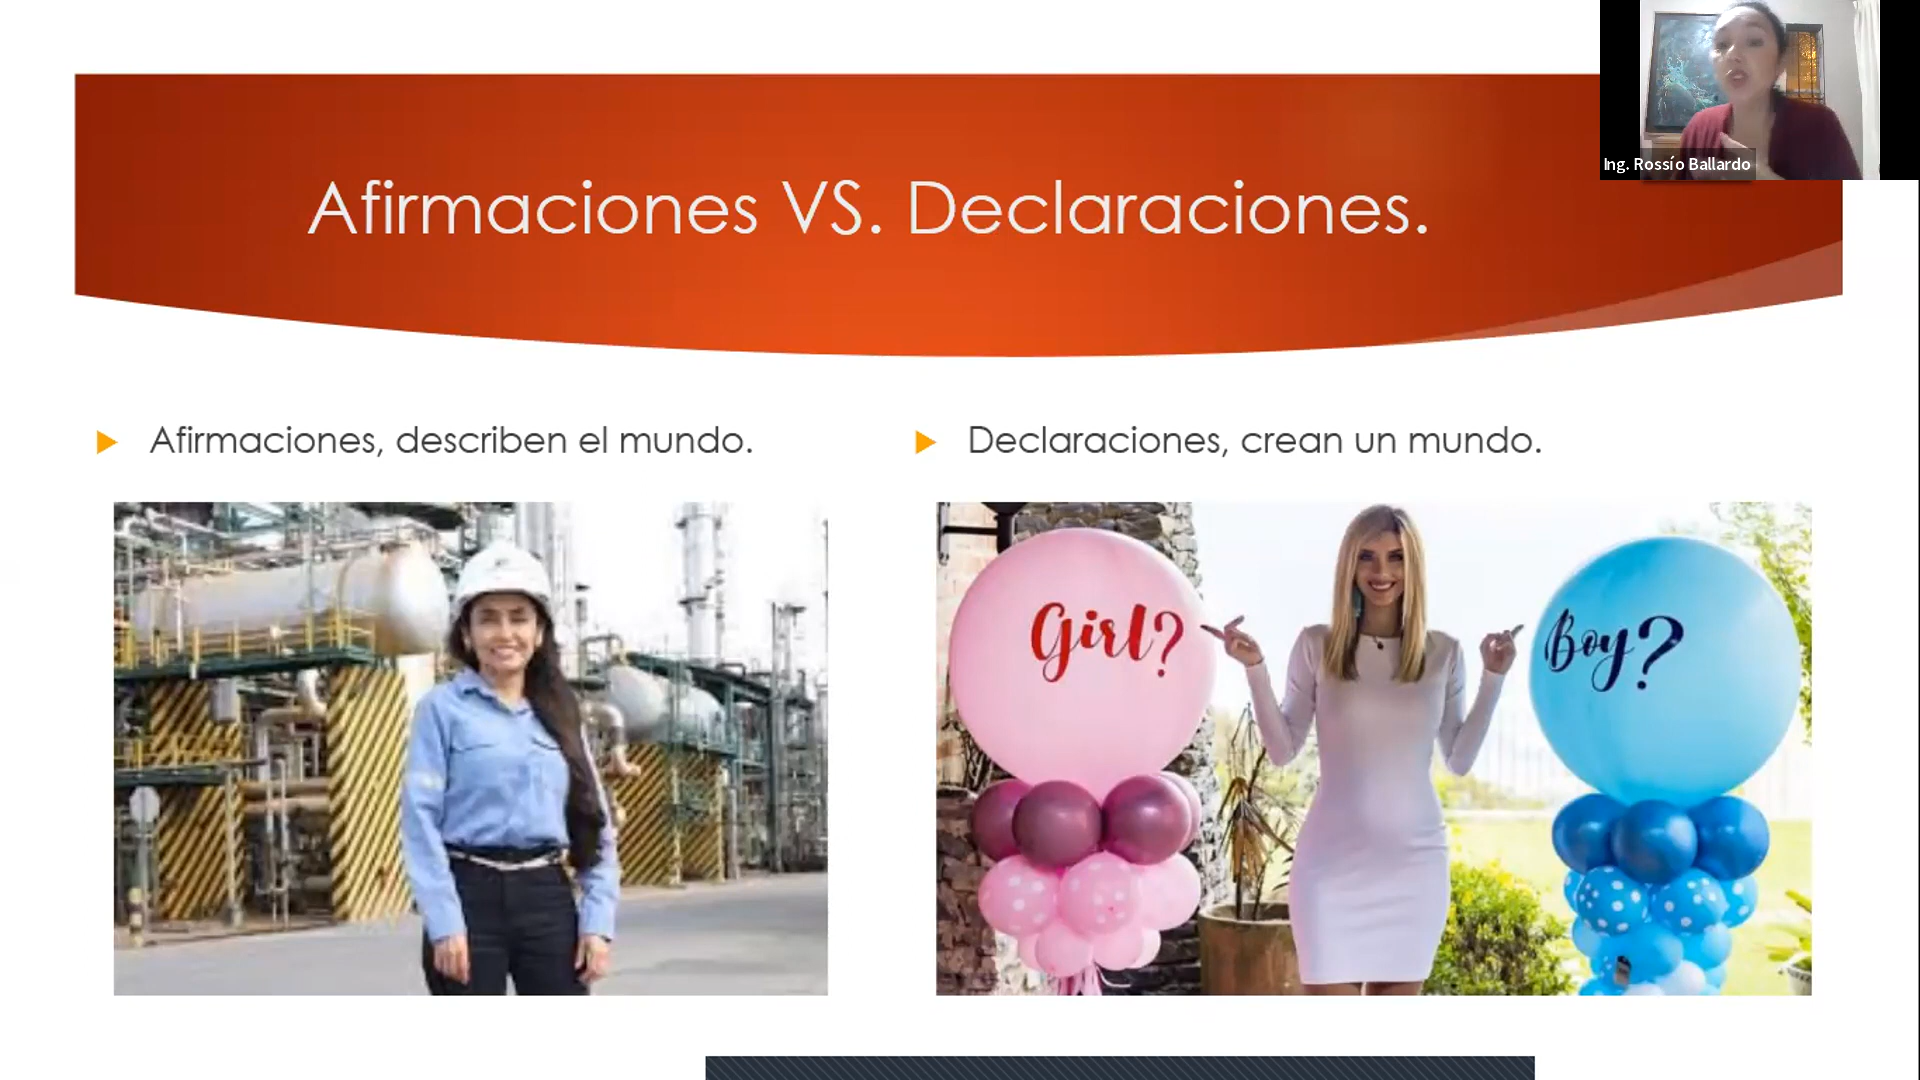 Ing. Rossío Ballardo
Afirmaciones VS. Declaraciones.
Afirmaciones, describen el mundo.
Declaraciones, crean un mundo.
Girl?
Boy?